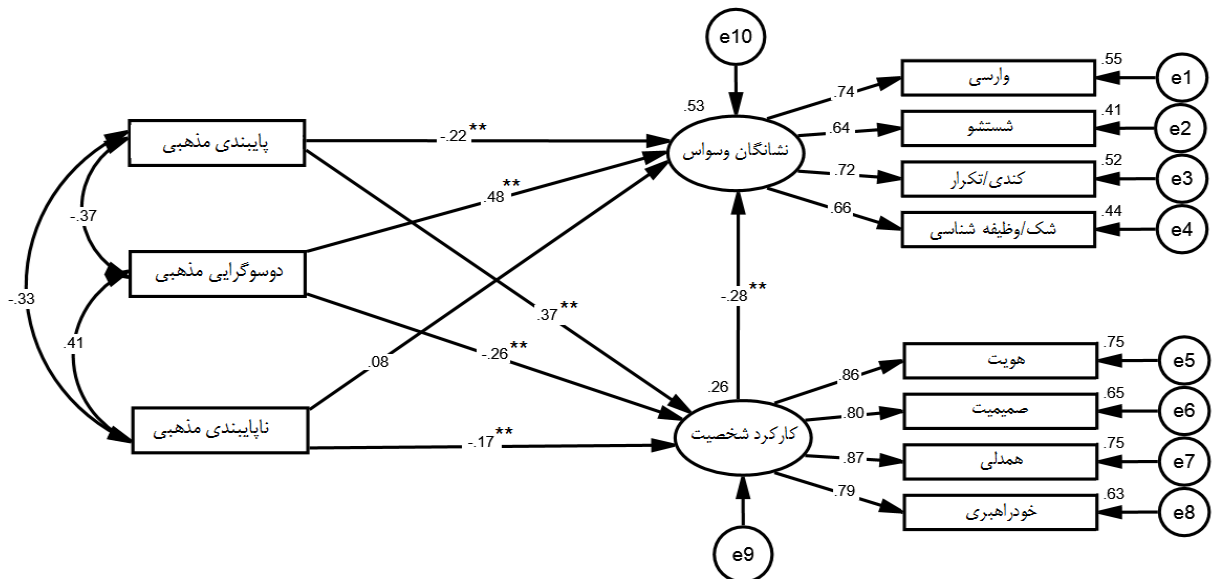 e10
.53
.74
وارسی
.55
e1
پایبندی مذهبی
-.22**
نشانگان وسواس
.64
شستشو
.41
e2
.72
کندی/تکرار
.52
e3
.48**
.66
شک/وظیفه شناسی
.44
e4
-.37
دوسوگرایی مذهبی
-.33
-.28**
.37**
.41
-.26**
.08
.26
.86
هویت
.75
e5
.80
صمیمیت
.65
e6
ناپایبندی مذهبی
-.17**
کارکرد شخصیت
.87
همدلی
.75
e7
.79
خودراهبری
.63
e8
e9